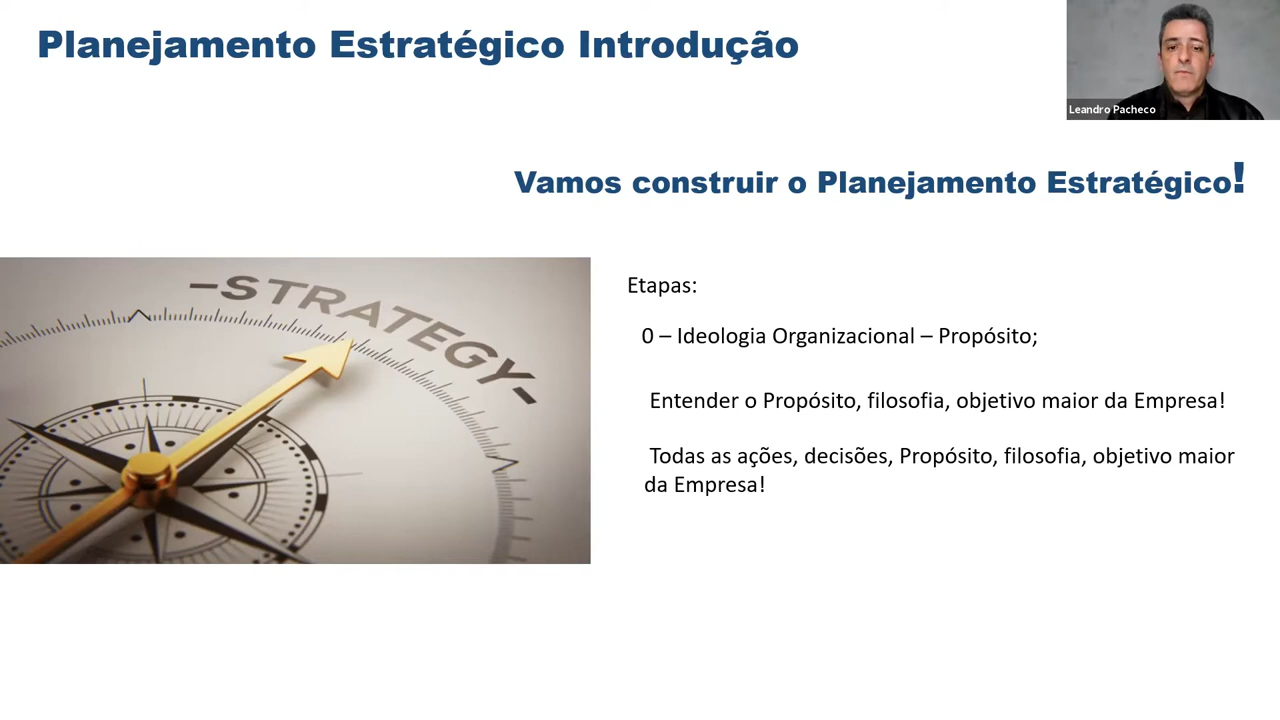 Planejamento Estratégico Introdução
Leandro Pacheco
Vamos construir o Planejamento Estratégico!
-STRATEGY-
Etapas:
0 – Ideologia Organizacional – Propósito;
Entender o Propósito, filosofia, objetivo maior da Empresa!
Todas as ações, decisões, Propósito, filosofia, objetivo maior
da Empresa!